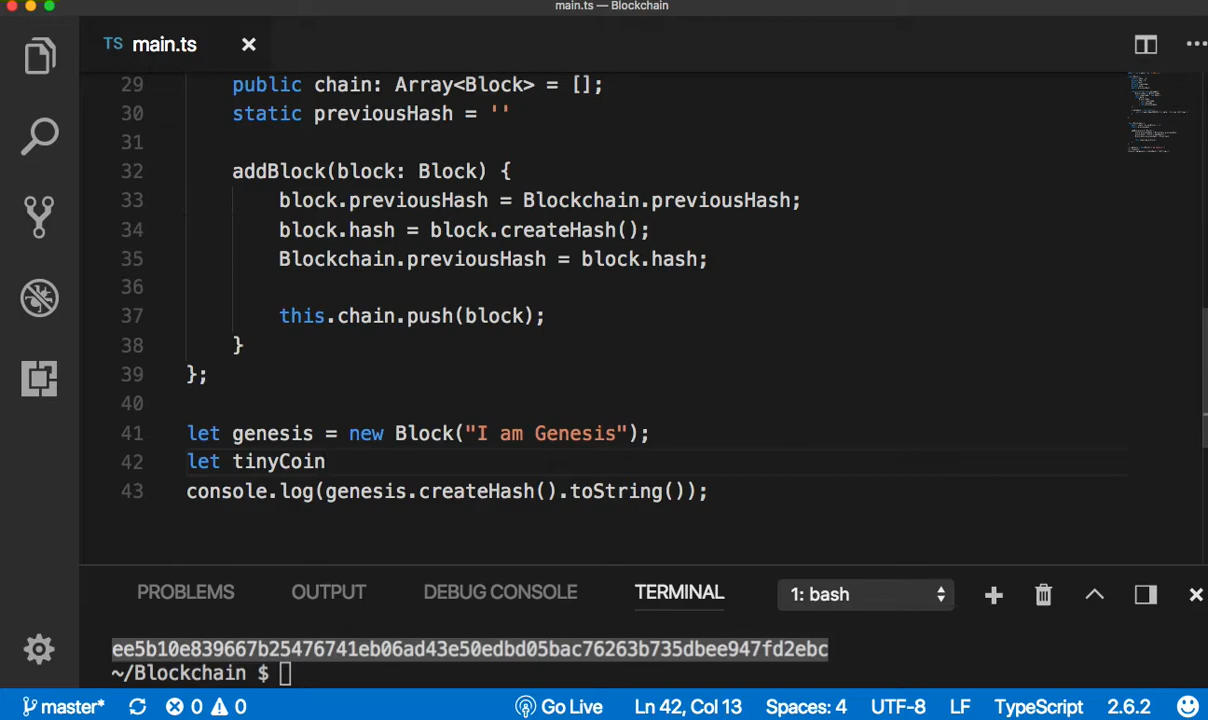 main.ts — Blockchain
TS main.ts
29 public chain: Array<Block> = [];
30 static previousHash = ''
31
32 addBlock(block: Block) {
33 block.previousHash = Blockchain.previousHash;
34 block.hash = block.createHash();
35 Blockchain.previousHash = block.hash;
36
37 this.chain.push(block);
38 }
39 };
40
41 let genesis = new Block("I am Genesis");
42 let tinyCoin
43 console.log(genesis.createHash().toString());
PROBLEMS OUTPUT DEBUG CONSOLE TERMINAL 1: bash
ee5b10e839667b25476741eb06ad43e50edbd05bac76263b735dbee947fd2ebc
~/Blockchain $
master* 0 0 Go Live Ln 42, Col 13 Spaces: 4 UTF-8 LF TypeScript 2.6.2